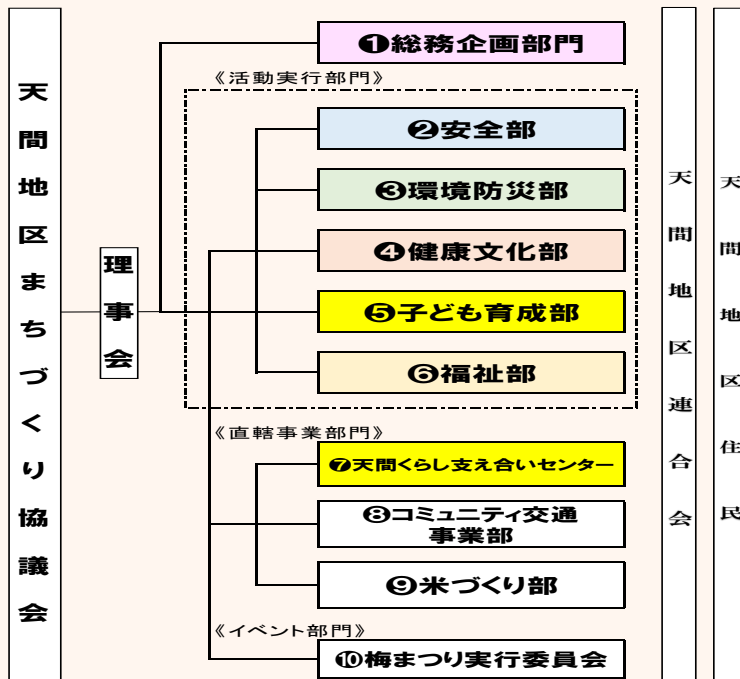 天間地区まちづくり協議会
理事会
❶総務企画部門
《活動実行部門》
❷安全部
❸環境防災部
❹健康文化部
❺子ども育成部
❻福祉部
《直轄事業部門》
❼天間くらし支え合いセンター
❽コミュニティ交通
事業部
❾米づくり部
《イベント部門》
❿梅まつり実行委員会
天間地区連合会
天間地区住民